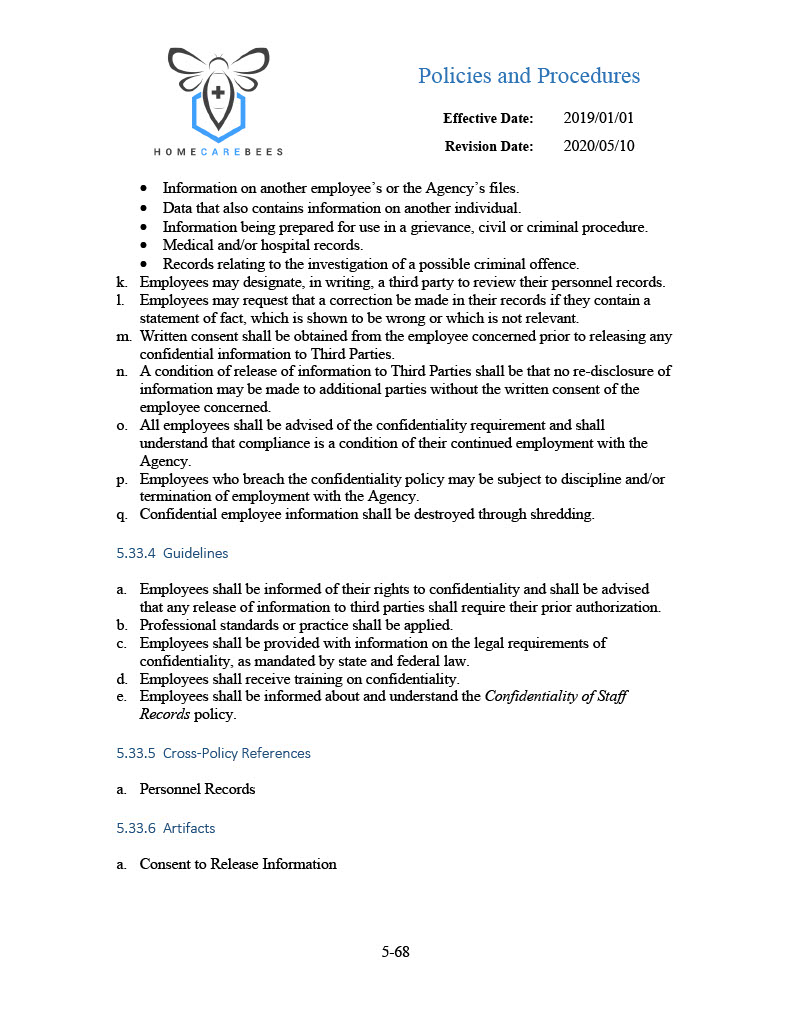 Policies and Procedures
Effective Date: 2019/01/01
Revision Date: 2020/05/10
HOMECAREBEES
• Information on another employee’s or the Agency’s files.
• Data that also contains information on another individual.
• Information being prepared for use in a grievance, civil or criminal procedure.
• Medical and/or hospital records.
• Records relating to the investigation of a possible criminal offence.
k. Employees may designate, in writing, a third party to review their personnel records.
l. Employees may request that a correction be made in their records if they contain a
statement of fact, which is shown to be wrong or which is not relevant.
m. Written consent shall be obtained from the employee concerned prior to releasing any
confidential information to Third Parties.
n. A condition of release of information to Third Parties shall be that no re-disclosure of
information may be made to additional parties without the written consent of the
employee concerned.
o. All employees shall be advised of the confidentiality requirement and shall
understand that compliance is a condition of their continued employment with the
Agency.
p. Employees who breach the confidentiality policy may be subject to discipline and/or
termination of employment with the Agency.
q. Confidential employee information shall be destroyed through shredding.
5.33.4 Guidelines
a. Employees shall be informed of their rights to confidentiality and shall be advised
that any release of information to third parties shall require their prior authorization.
b. Professional standards or practice shall be applied.
c. Employees shall be provided with information on the legal requirements of
confidentiality, as mandated by state and federal law.
d. Employees shall receive training on confidentiality.
e. Employees shall be informed about and understand the Confidentiality of Staff
Records policy.
5.33.5 Cross-Policy References
a. Personnel Records
5.33.6 Artifacts
a. Consent to Release Information
5-68